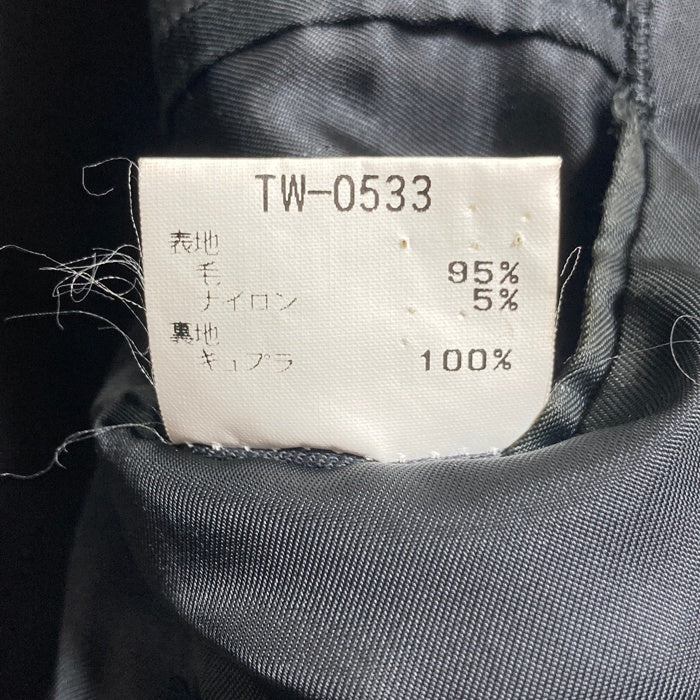 TW-0533
表地
毛 95%
ナイロン 5%
裏地
キュプラ 100%